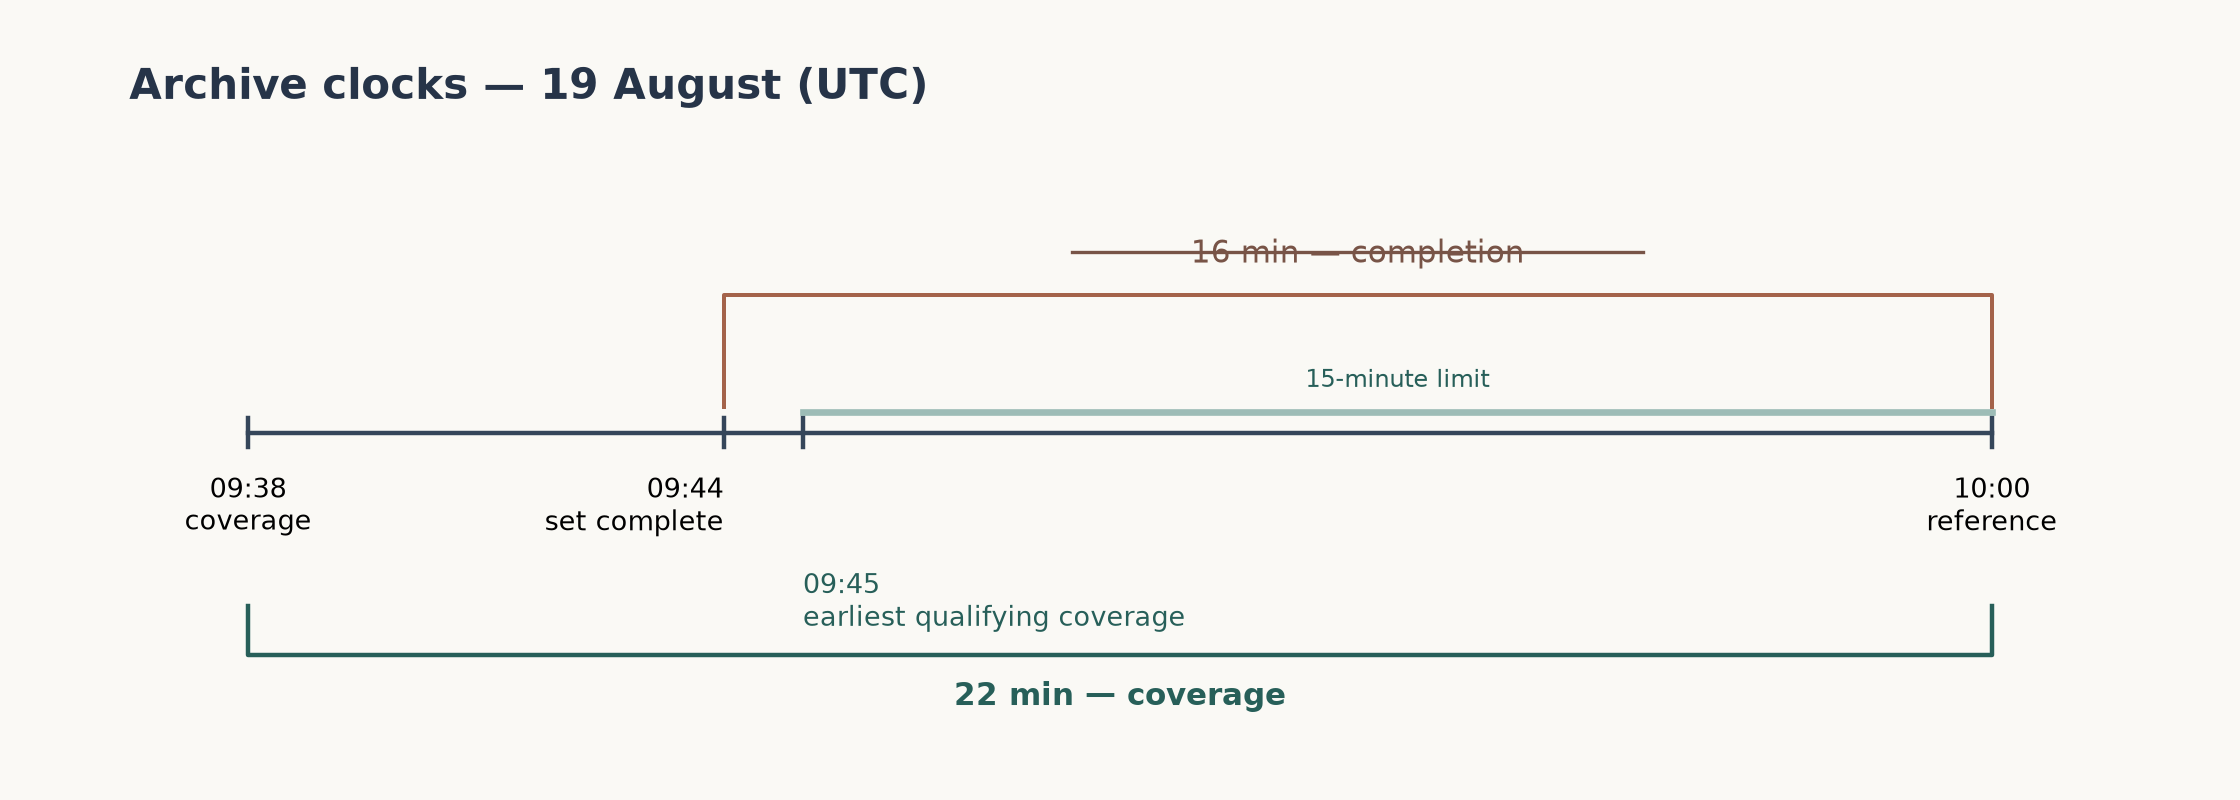 Archive clocks — 19 August (UTC)
16 min — completion
15-minute limit
09:38
coverage
09:44
set complete
10:00
reference
09:45
earliest qualifying coverage
22 min — coverage